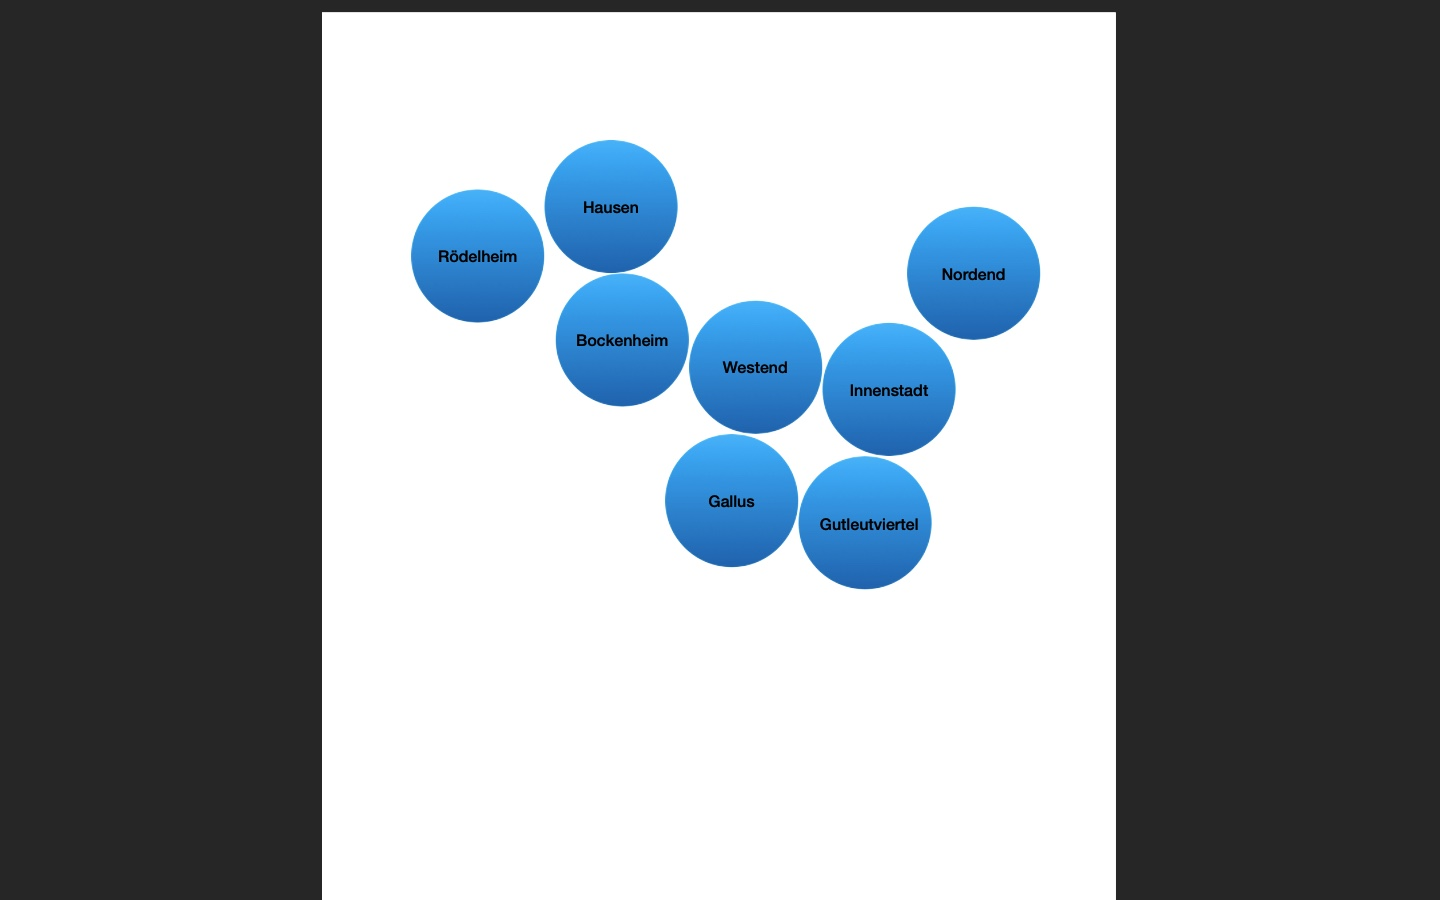 Hausen
Rödelheim
Nordend
Bockenheim
Westend
Innenstadt
Gallus
Gutleutviertel